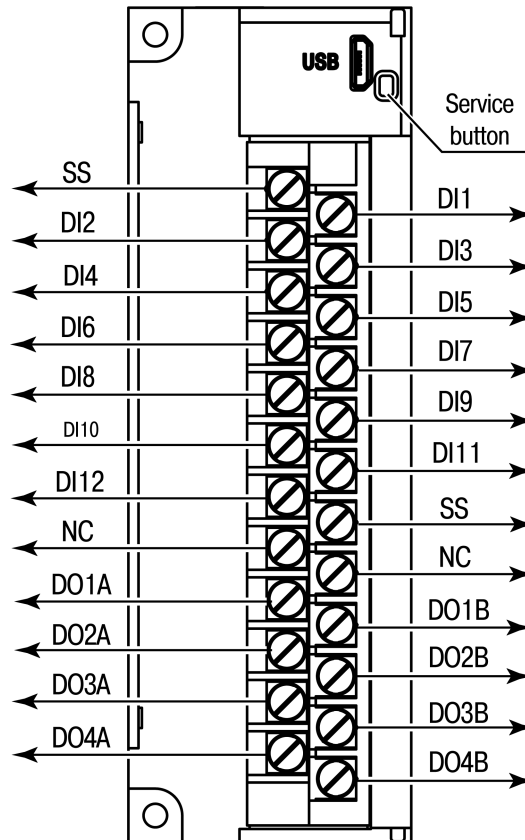 USB
Service
button
SS
DI1
DI2
DI3
DI4
DI5
DI6
DI7
DI8
DI9
DI10
DI11
DI12
SS
NC
NC
DO1A
DO1B
DO2A
DO2B
DO3A
DO3B
DO4A
DO4B